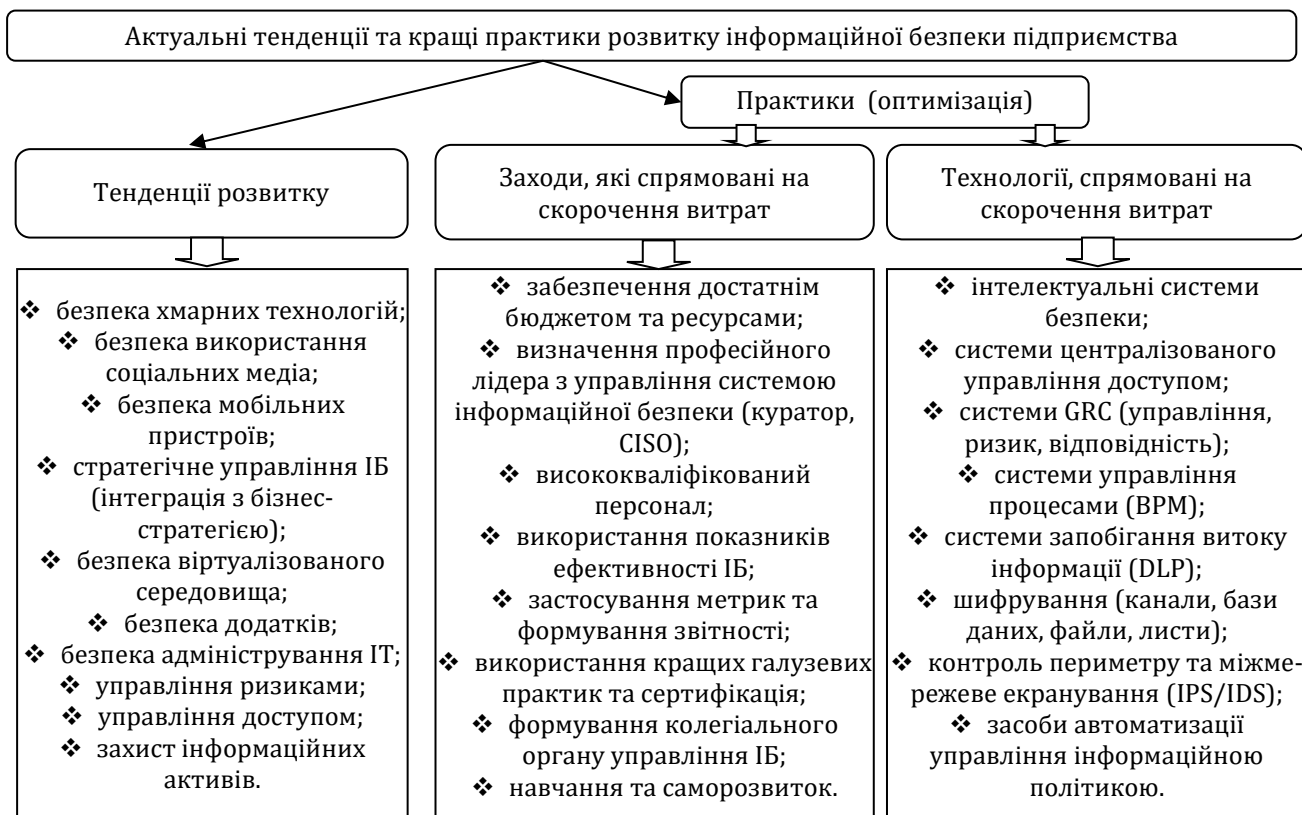 Актуальні тенденції та кращі практики розвитку інформаційної безпеки підприємства
Практики (оптимізація)
Тенденції розвитку
Заходи, які спрямовані на
скорочення витрат
Технології, спрямовані на
скорочення витрат
❖ безпека хмарних технологій;
❖ безпека використання
соціальних медіа;
❖ безпека мобільних
пристроїв;
❖ стратегічне управління ІБ
(інтеграція з бізнес-
стратегією);
❖ безпека віртуалізованого
середовища;
❖ безпека додатків;
❖ безпека адміністрування ІТ;
❖ управління ризиками;
❖ управління доступом;
❖ захист інформаційних
активів.
❖ забезпечення достатнім
бюджетом та ресурсами;
❖ визначення професійного
лідера з управління системою
інформаційної безпеки (куратор,
CISO);
❖ висококваліфікований
персонал;
❖ використання показників
ефективності ІБ;
❖ застосування метрик та
формування звітності;
❖ використання кращих галузевих
практик та сертифікація;
❖ формування колегіального
органу управління ІБ;
❖ навчання та саморозвиток.
❖ інтелектуальні системи
безпеки;
❖ системи централізованого
управління доступом;
❖ системи GRC (управління,
ризик, відповідність);
❖ системи управління
процесами (BPM);
❖ системи запобігання витоку
інформації (DLP);
❖ шифрування (канали, бази
даних, файли, листи);
❖ контроль периметру та міжме-
режеве екранування (IPS/IDS);
❖ засоби автоматизації
управління інформаційною
політикою.